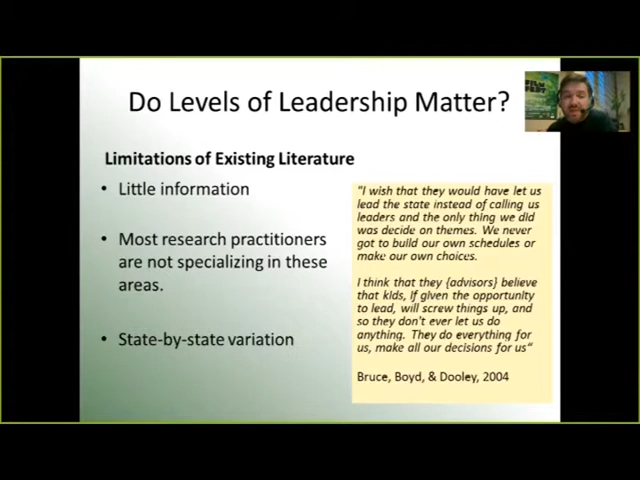 Do Levels of Leadership Matter?
FILM
FEST
Limitations of Existing Literature
• Little information
• Most research practitioners
are not specializing in these
areas.
• State-by-state variation
"I wish that they would have let us
lead the state instead of calling us
leaders and the only thing we did
was decide on themes. We never
got to build our own schedules or
make our own choices.
I think that they {advisors} believe
that kids, if given the opportunity
to lead, will screw things up, and
so they don't ever let us do
anything. They do everything for
us, make all our decisions for us"
Bruce, Boyd, & Dooley, 2004